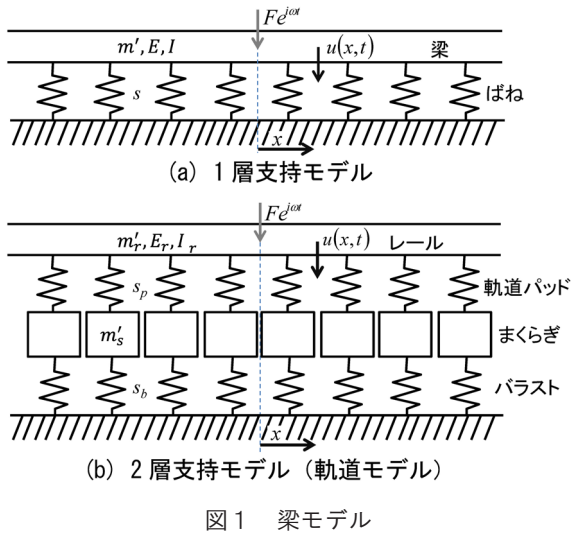 Fe^{jωt}
m′, E, I
u(x,t)
梁
s
ばね
x
(a) 1層支持モデル
Fe^{jωt}
m′_r, E_r, I_r
u(x,t)
レール
s_p
軌道パッド
m′_s
まくらぎ
s_b
バラスト
x
(b) 2層支持モデル（軌道モデル）
図1 梁モデル